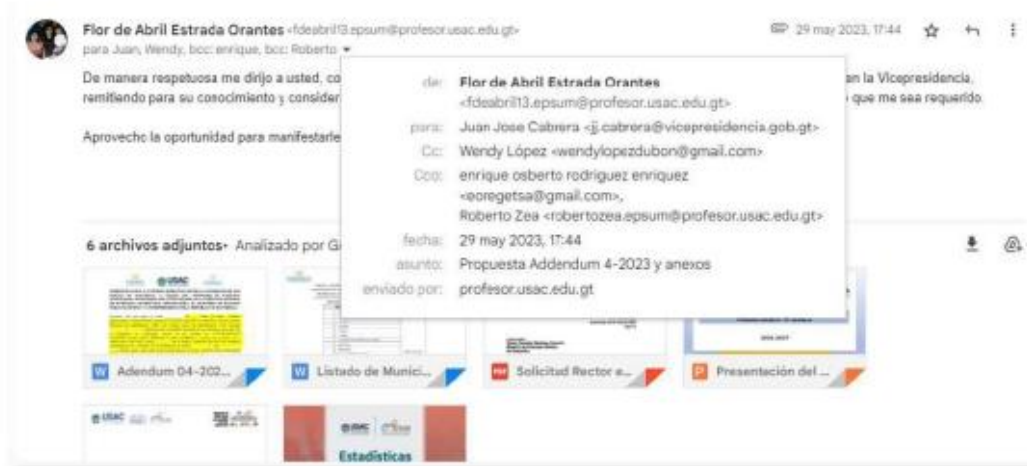 Flor de Abril Estrada Orantes <fdeabril13.epsum@profesor.usac.edu.gt>
29 may 2023, 17:44
para Juan, Wendy, bcc: enrique, bcc: Roberto
De manera respetuosa me dirijo a usted, co
en la Vicepresidencia,
remitiendo para su conocimiento y consider
que me sea requerido.
Aprovecho la oportunidad para manifestarle
de: Flor de Abril Estrada Orantes
<fdeabril13.epsum@profesor.usac.edu.gt>
para: Juan Jose Cabrera <jj.cabrera@vicepresidencia.gob.gt>
Cc: Wendy López <wendylopezdubon@gmail.com>
Cco: enrique osberto rodriguez enriquez
<eoregetsa@gmail.com>,
Roberto Zea <robertozea.epsum@profesor.usac.edu.gt>
fecha: 29 may 2023, 17:44
asunto: Propuesta Addendum 4-2023 y anexos
enviado por: profesor.usac.edu.gt
6 archivos adjuntos• Analizado por G
USAC
W Adendum 04-202...
W Listado de Munici...
PDF Solicitud Rector e...
P Presentación del ...
USAC
USAC
Estadísticas